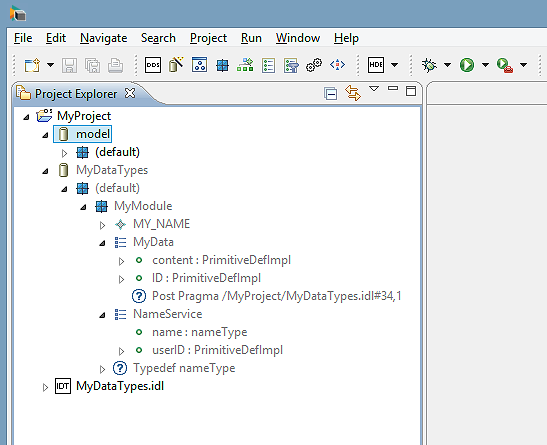 File Edit Navigate Search Project Run Window Help
DDS HDE
Project Explorer
MyProject
model
(default)
MyDataTypes
(default)
MyModule
MY_NAME
MyData
content : PrimitiveDefImpl
ID : PrimitiveDefImpl
Post Pragma /MyProject/MyDataTypes.idl#34,1
NameService
name : nameType
userID : PrimitiveDefImpl
Typedef nameType
IDT MyDataTypes.idl